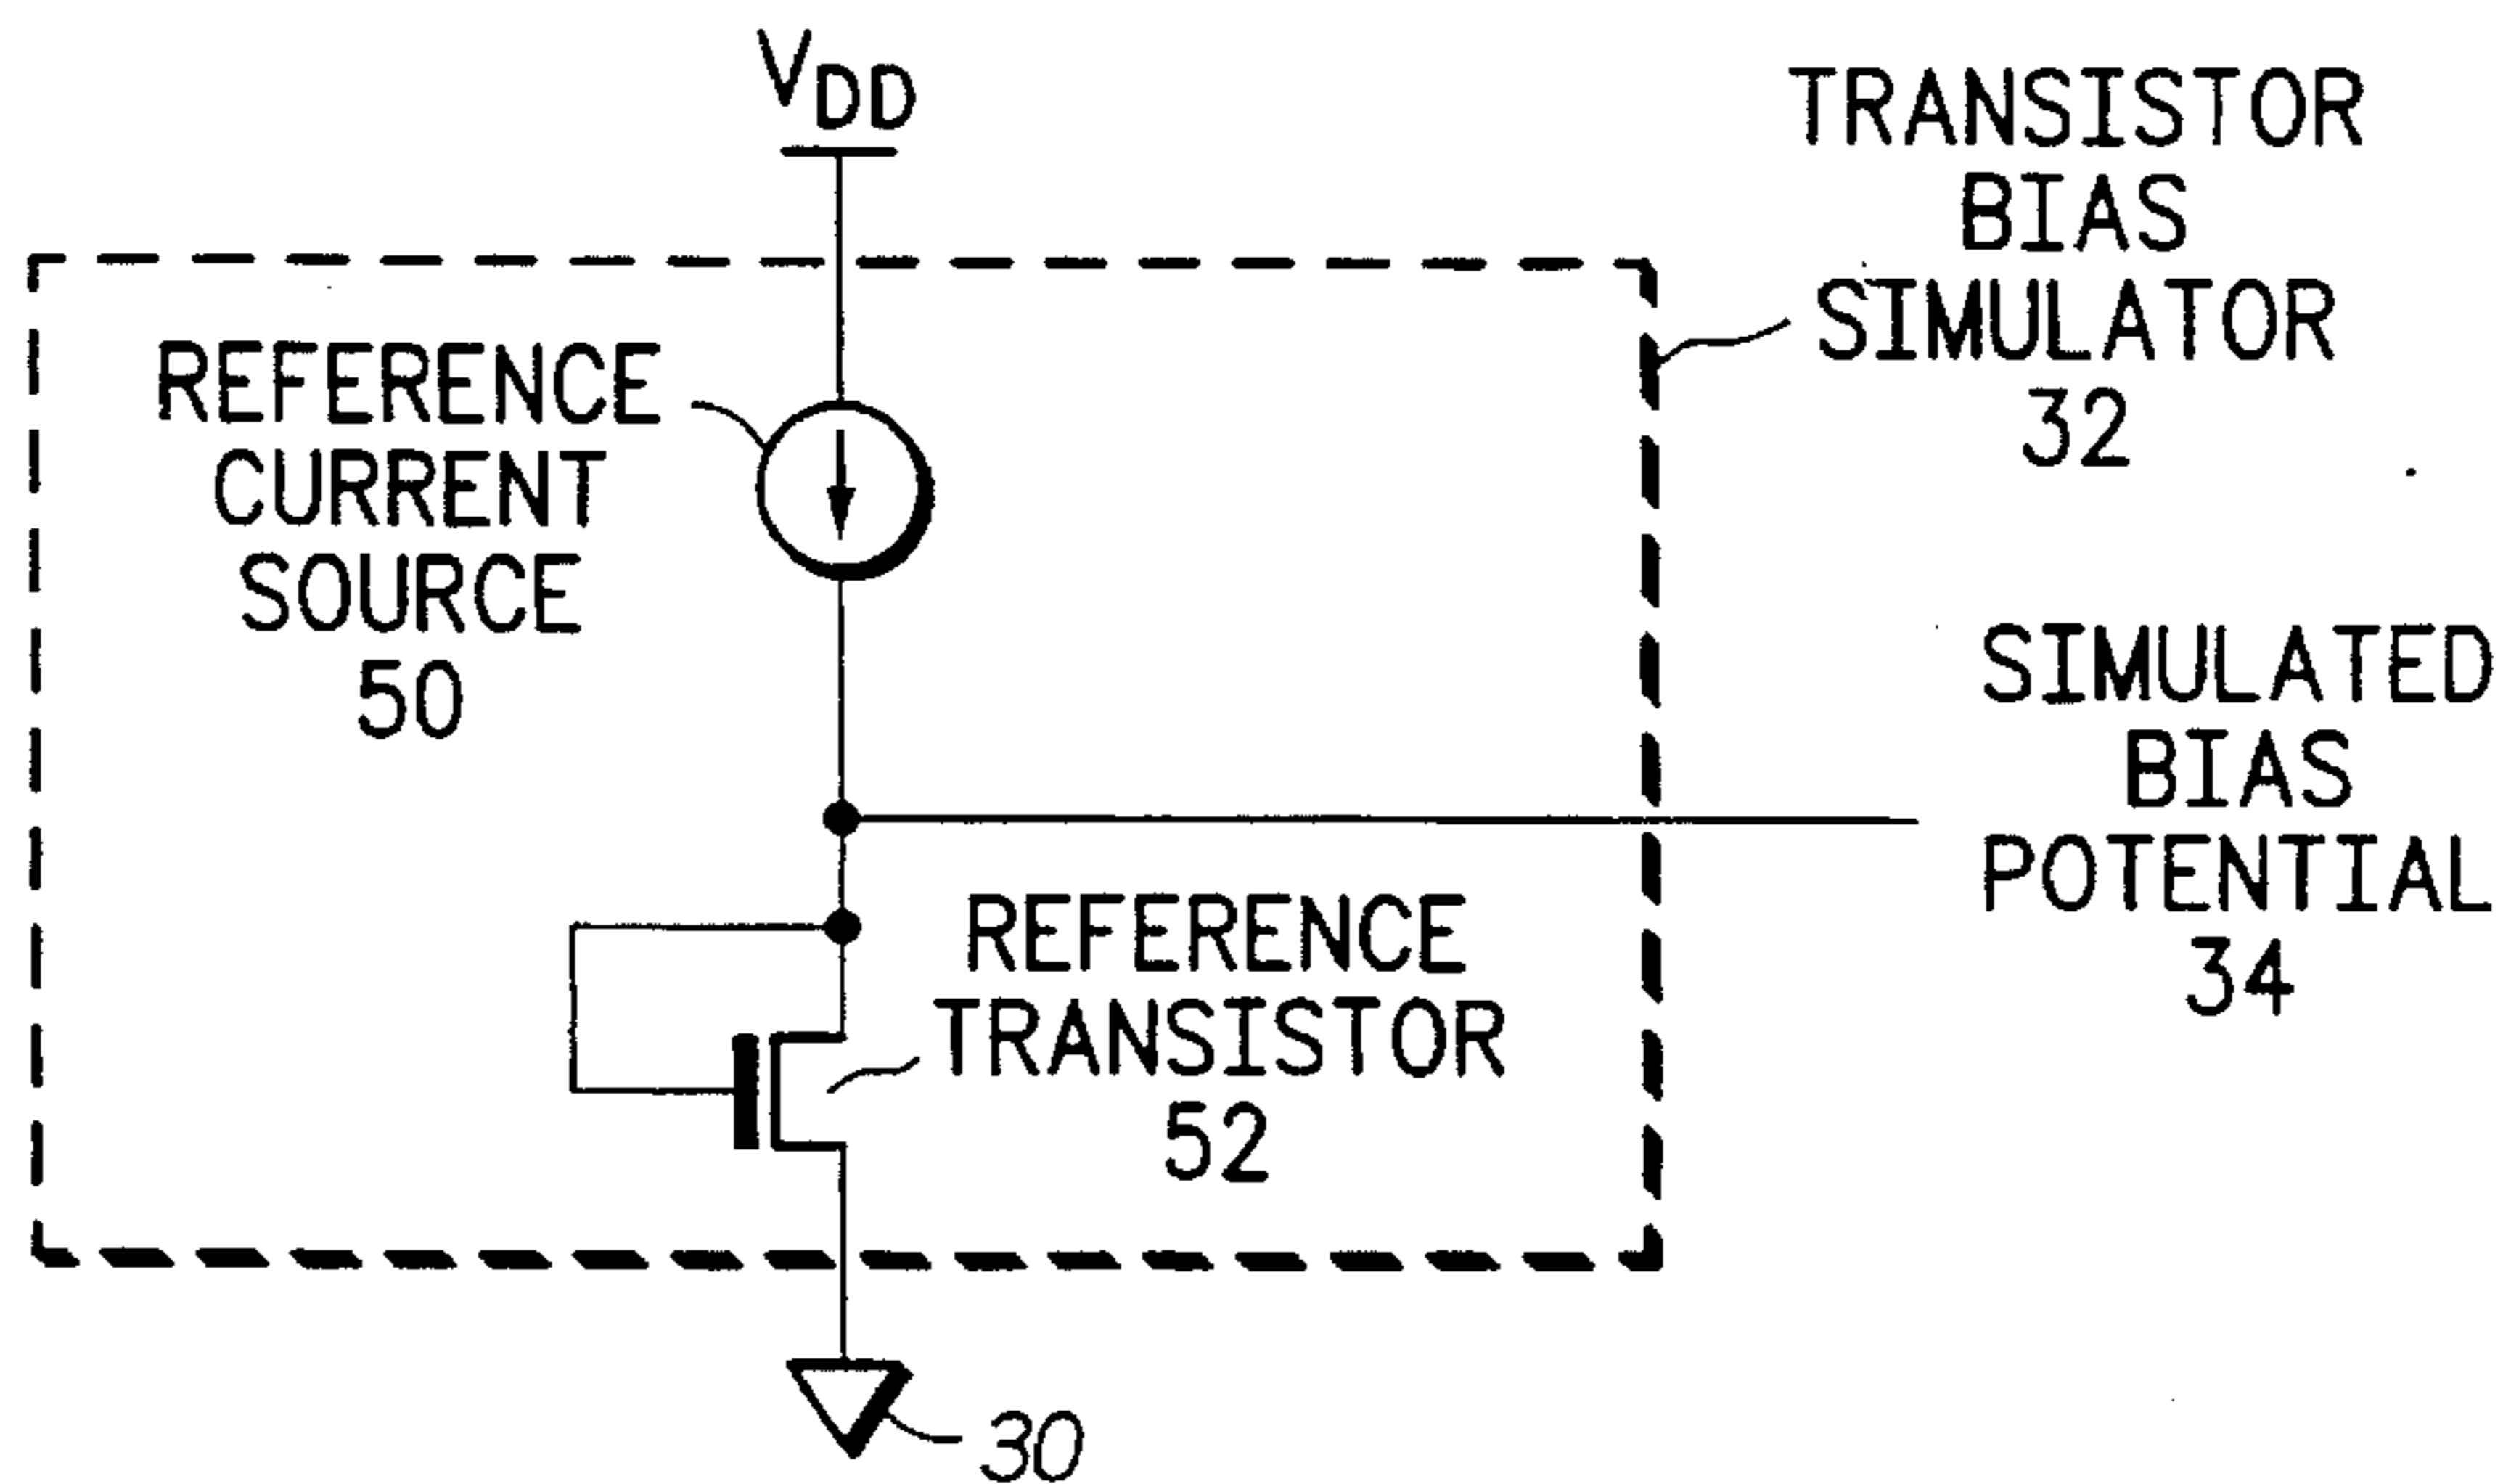 VDD
TRANSISTOR
BIAS
SIMULATOR
32
REFERENCE
CURRENT
SOURCE
50
SIMULATED
BIAS
POTENTIAL
34
REFERENCE
TRANSISTOR
52
30